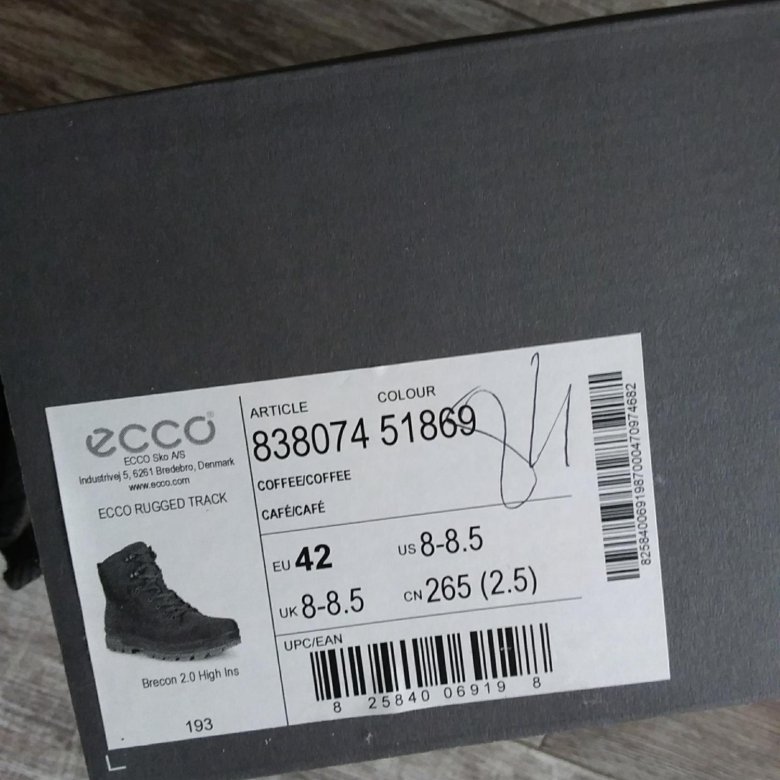 ecco®
ECCO Sko A/S
Industrivej 5, 6261 Bredebro, Denmark
www.ecco.com
ECCO RUGGED TRACK
Brecon 2.0 High Ins
193
ARTICLE COLOUR
838074 51869
COFFEE/COFFEE
CAFÉ/CAFÉ
EU 42 US 8-8.5
UK 8-8.5 CN 265 (2.5)
UPC/EAN
8 25840 06919 8
8258400691987000470974682